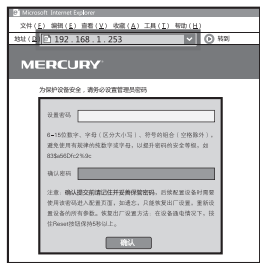 Microsoft Internet Explorer
文件(F) 编辑(E) 查看(V) 收藏(A) 工具(T) 帮助(H)
地址(D) 192.168.1.253 转到
MERCURY
为保护设备安全，请务必设置管理员密码
设置密码
6-15位数字、字母（区分大小写）、符号的组合（空格除外）。
避免使用有规律的纯数字或字母，以提升密码的安全等级。如
83$a56Dfc2%9c
确认密码
注意：确认提交前请记住并妥善保管密码。后续配置设备时需要
使用该密码进入配置页面，如遗忘，只能恢复出厂设置，重新设
置设备的所有参数。恢复出厂设置方法：在设备通电情况下，按
住Reset按钮保持5秒以上。
确认